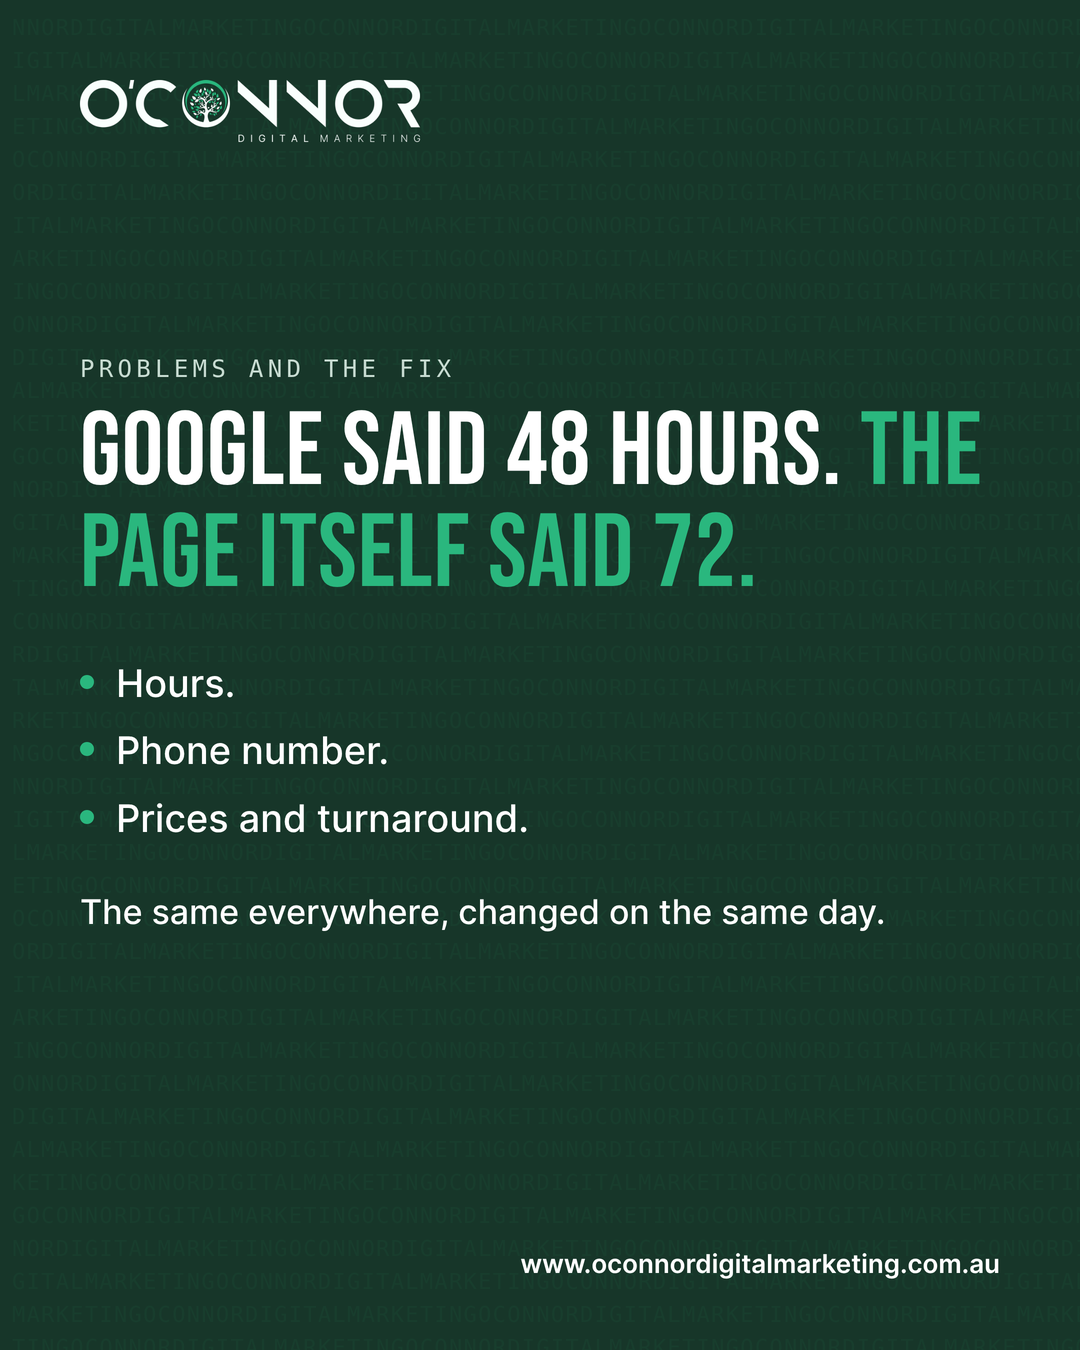 O'CONNOR
DIGITAL MARKETING
PROBLEMS AND THE FIX
GOOGLE SAID 48 HOURS. THE
PAGE ITSELF SAID 72.
Hours.
Phone number.
Prices and turnaround.
The same everywhere, changed on the same day.
www.oconnordigitalmarketing.com.au